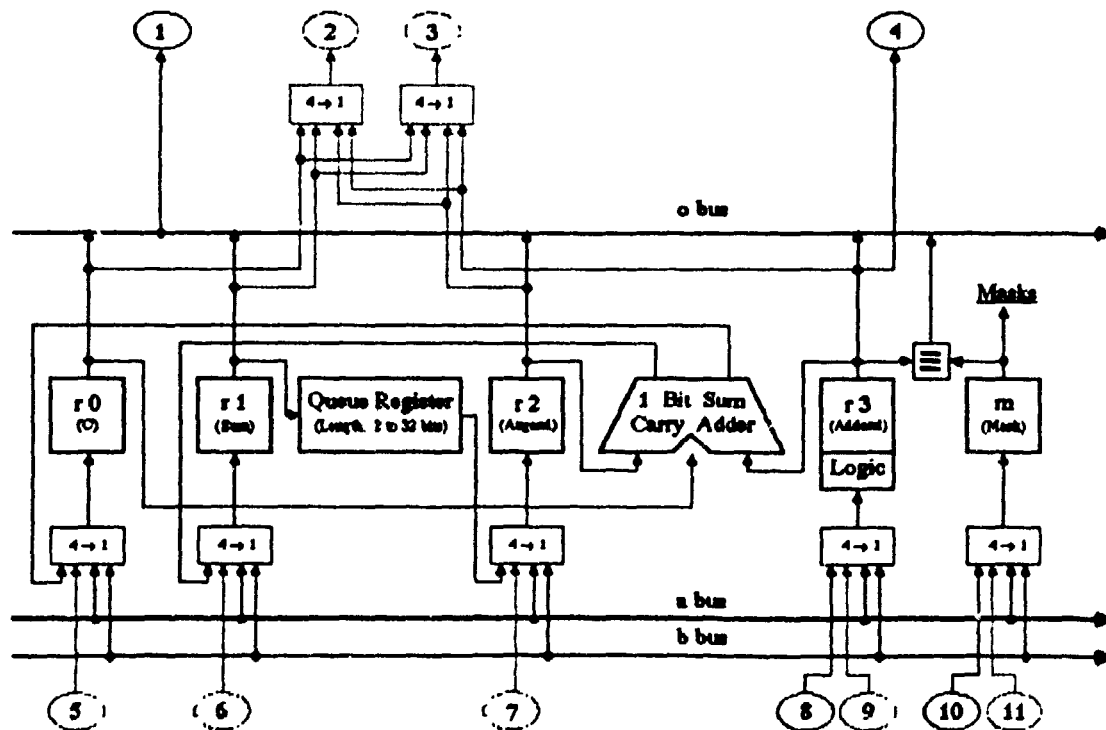 1 2 3 4
4→1 4→1
o bus
Masks
r 0
(C)
r 1
(Sum)
Queue Register
(Length: 2 to 32 bits)
r 2
(Augend)
1 Bit Sum
Carry Adder
r 3
(Addend)
Logic
m
(Mask)
4→1 4→1 4→1 4→1 4→1
a bus
b bus
5 6 7 8 9 10 11